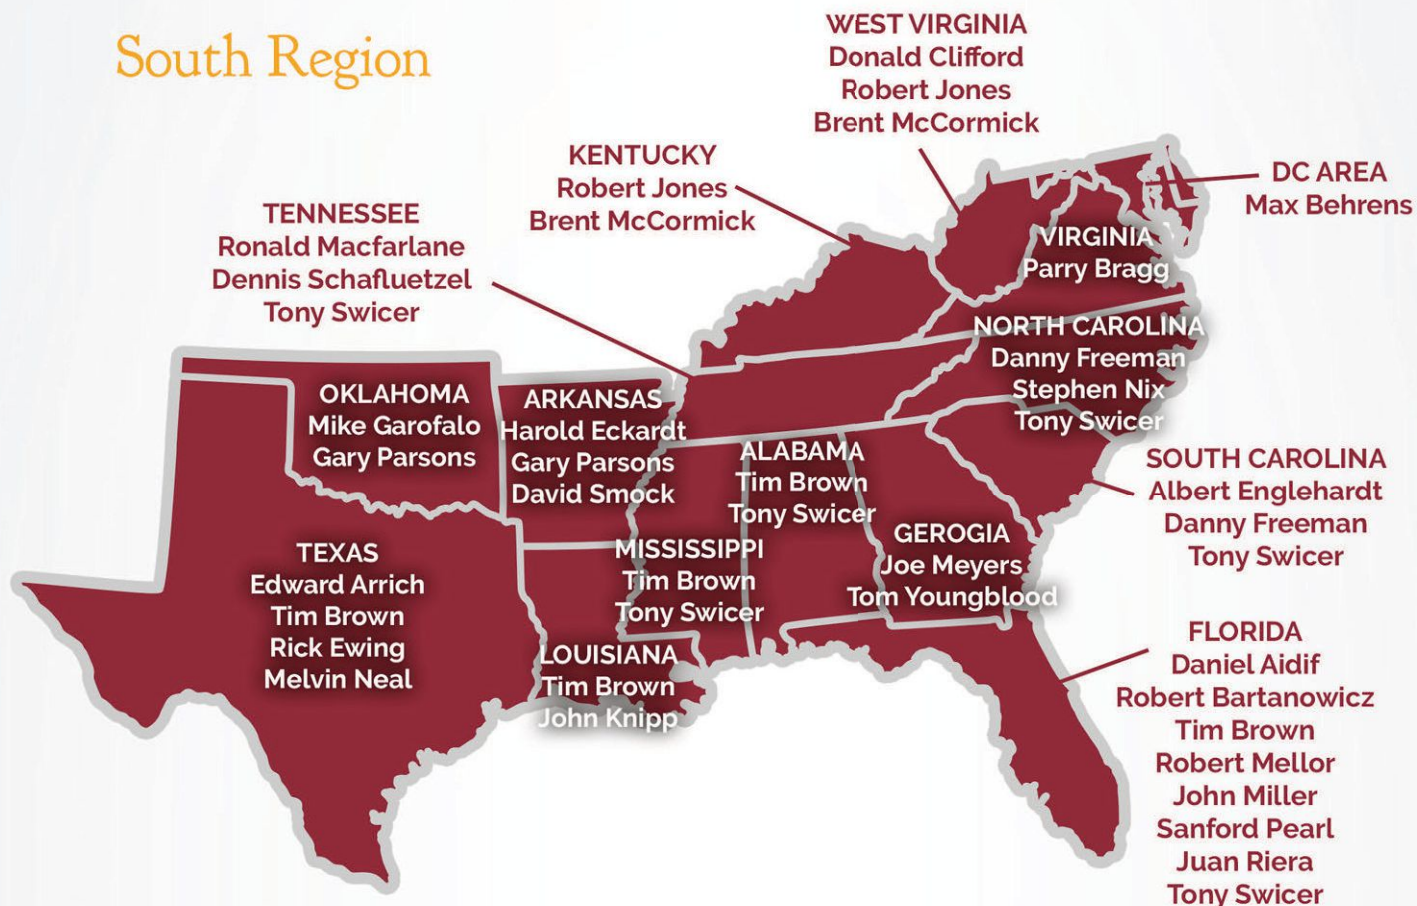 South Region
WEST VIRGINIA
Donald Clifford
Robert Jones
Brent McCormick
KENTUCKY
Robert Jones
Brent McCormick
DC AREA
Max Behrens
TENNESSEE
Ronald Macfarlane
Dennis Schafluetzel
Tony Swicer
VIRGINIA
Parry Bragg
NORTH CAROLINA
Danny Freeman
Stephen Nix
Tony Swicer
OKLAHOMA
Mike Garofalo
Gary Parsons
ARKANSAS
Harold Eckardt
Gary Parsons
David Smock
ALABAMA
Tim Brown
Tony Swicer
SOUTH CAROLINA
Albert Englehardt
Danny Freeman
Tony Swicer
TEXAS
Edward Arrich
Tim Brown
Rick Ewing
Melvin Neal
MISSISSIPPI
Tim Brown
Tony Swicer
GEROGIA
Joe Meyers
Tom Youngblood
LOUISIANA
Tim Brown
John Knipp
FLORIDA
Daniel Aidif
Robert Bartanowicz
Tim Brown
Robert Mellor
John Miller
Sanford Pearl
Juan Riera
Tony Swicer